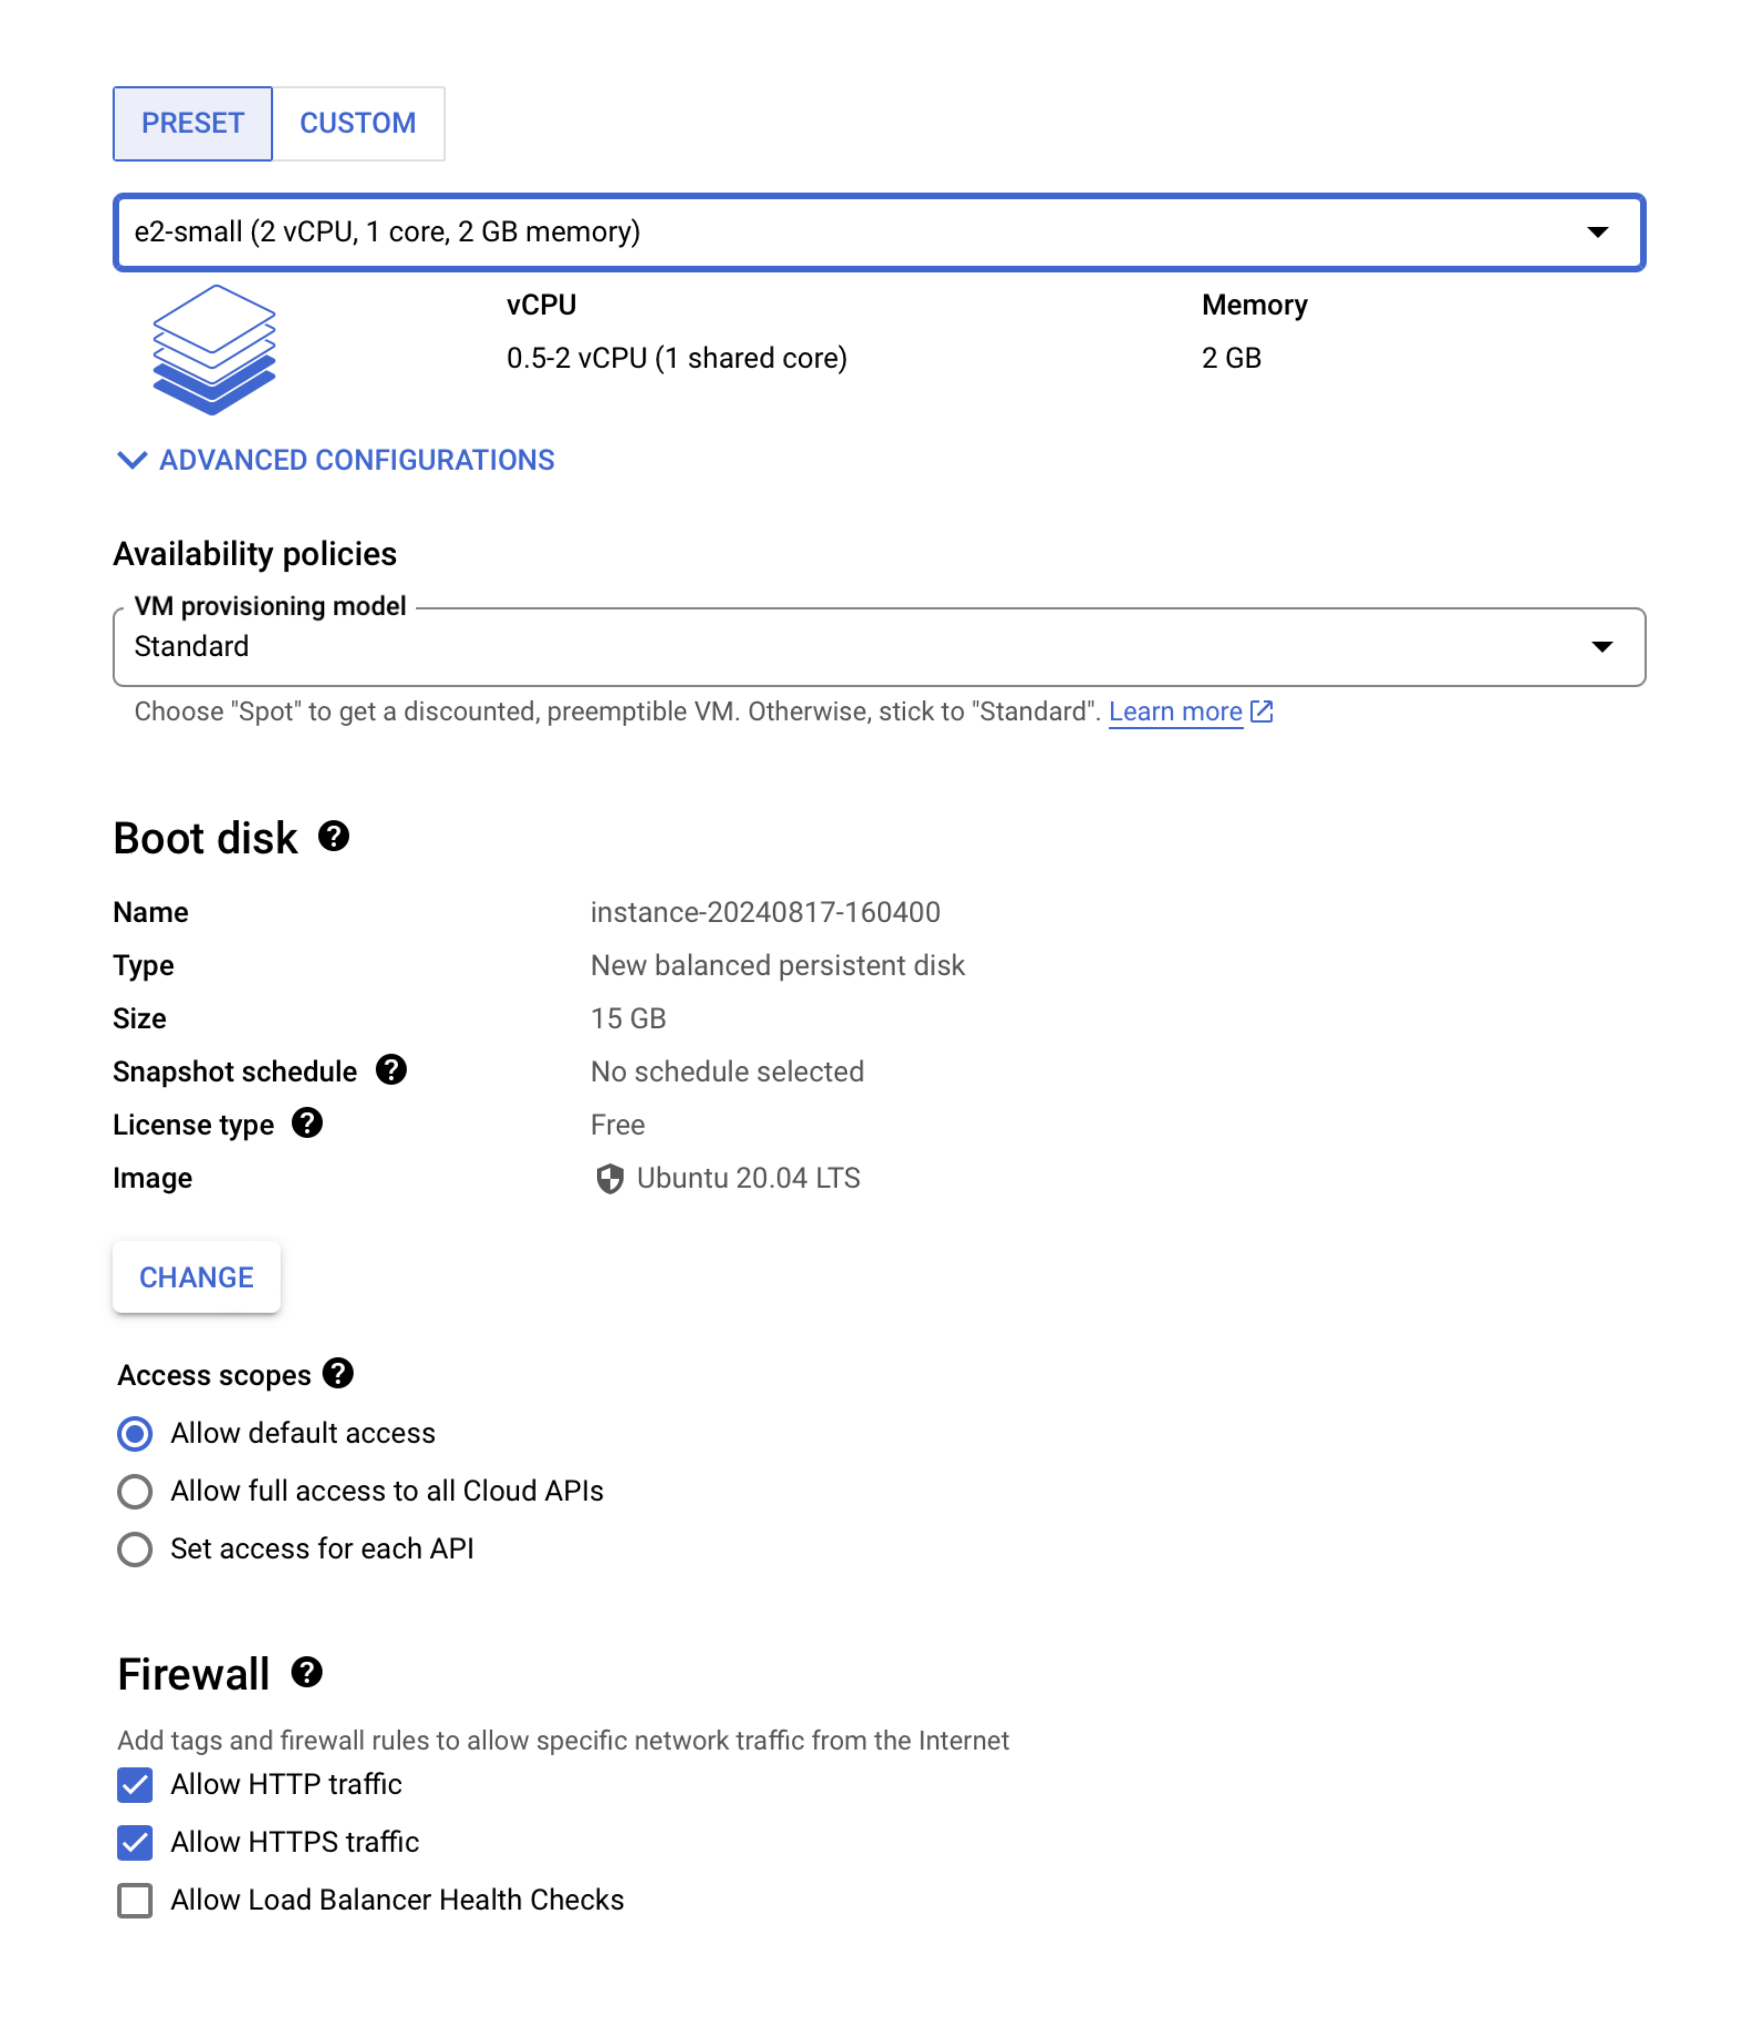 PRESET CUSTOM
e2-small (2 vCPU, 1 core, 2 GB memory)
vCPU Memory
0.5-2 vCPU (1 shared core) 2 GB
ADVANCED CONFIGURATIONS
Availability policies
VM provisioning model
Standard
Choose "Spot" to get a discounted, preemptible VM. Otherwise, stick to "Standard". Learn more
Boot disk
Name instance-20240817-160400
Type New balanced persistent disk
Size 15 GB
Snapshot schedule No schedule selected
License type Free
Image Ubuntu 20.04 LTS
CHANGE
Access scopes
Allow default access
Allow full access to all Cloud APIs
Set access for each API
Firewall
Add tags and firewall rules to allow specific network traffic from the Internet
Allow HTTP traffic
Allow HTTPS traffic
Allow Load Balancer Health Checks